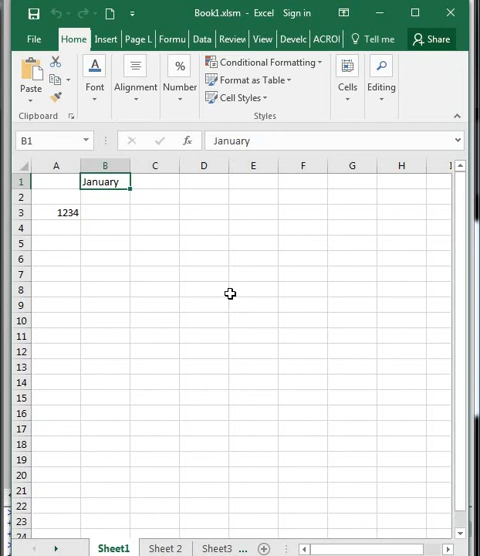 Book1.xlsm - Excel Sign in
File Home Insert Page L Formu Data Review View Develc ACROI Tell me Share
Paste Font Alignment Number Conditional Formatting Format as Table Cell Styles Cells Editing
Clipboard Styles
B1 fx January
A B C D E F G H I
1 January
2
3 1234
4
5
6
7
8
9
10
11
12
13
14
15
16
17
18
19
20
21
22
23
24
Sheet1 Sheet 2 Sheet3 ...